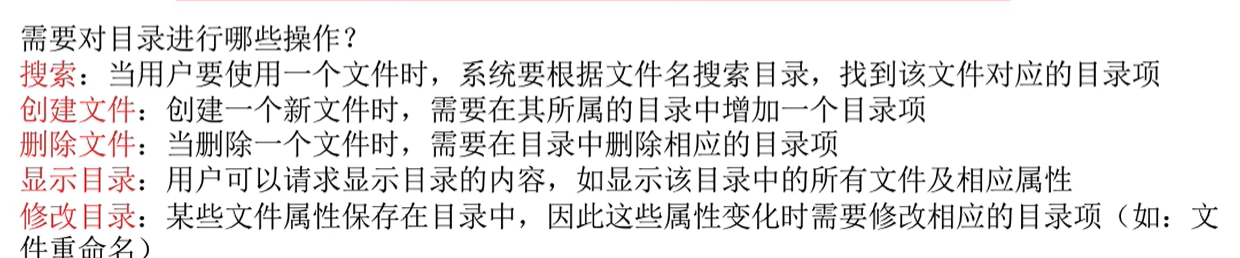 需要对目录进行哪些操作？
搜索：当用户要使用一个文件时，系统要根据文件名搜索目录，找到该文件对应的目录项
创建文件：创建一个新文件时，需要在其所属的目录中增加一个目录项
删除文件：当删除一个文件时，需要在目录中删除相应的目录项
显示目录：用户可以请求显示目录的内容，如显示该目录中的所有文件及相应属性
修改目录：某些文件属性保存在目录中，因此这些属性变化时需要修改相应的目录项（如：文
件重命名）